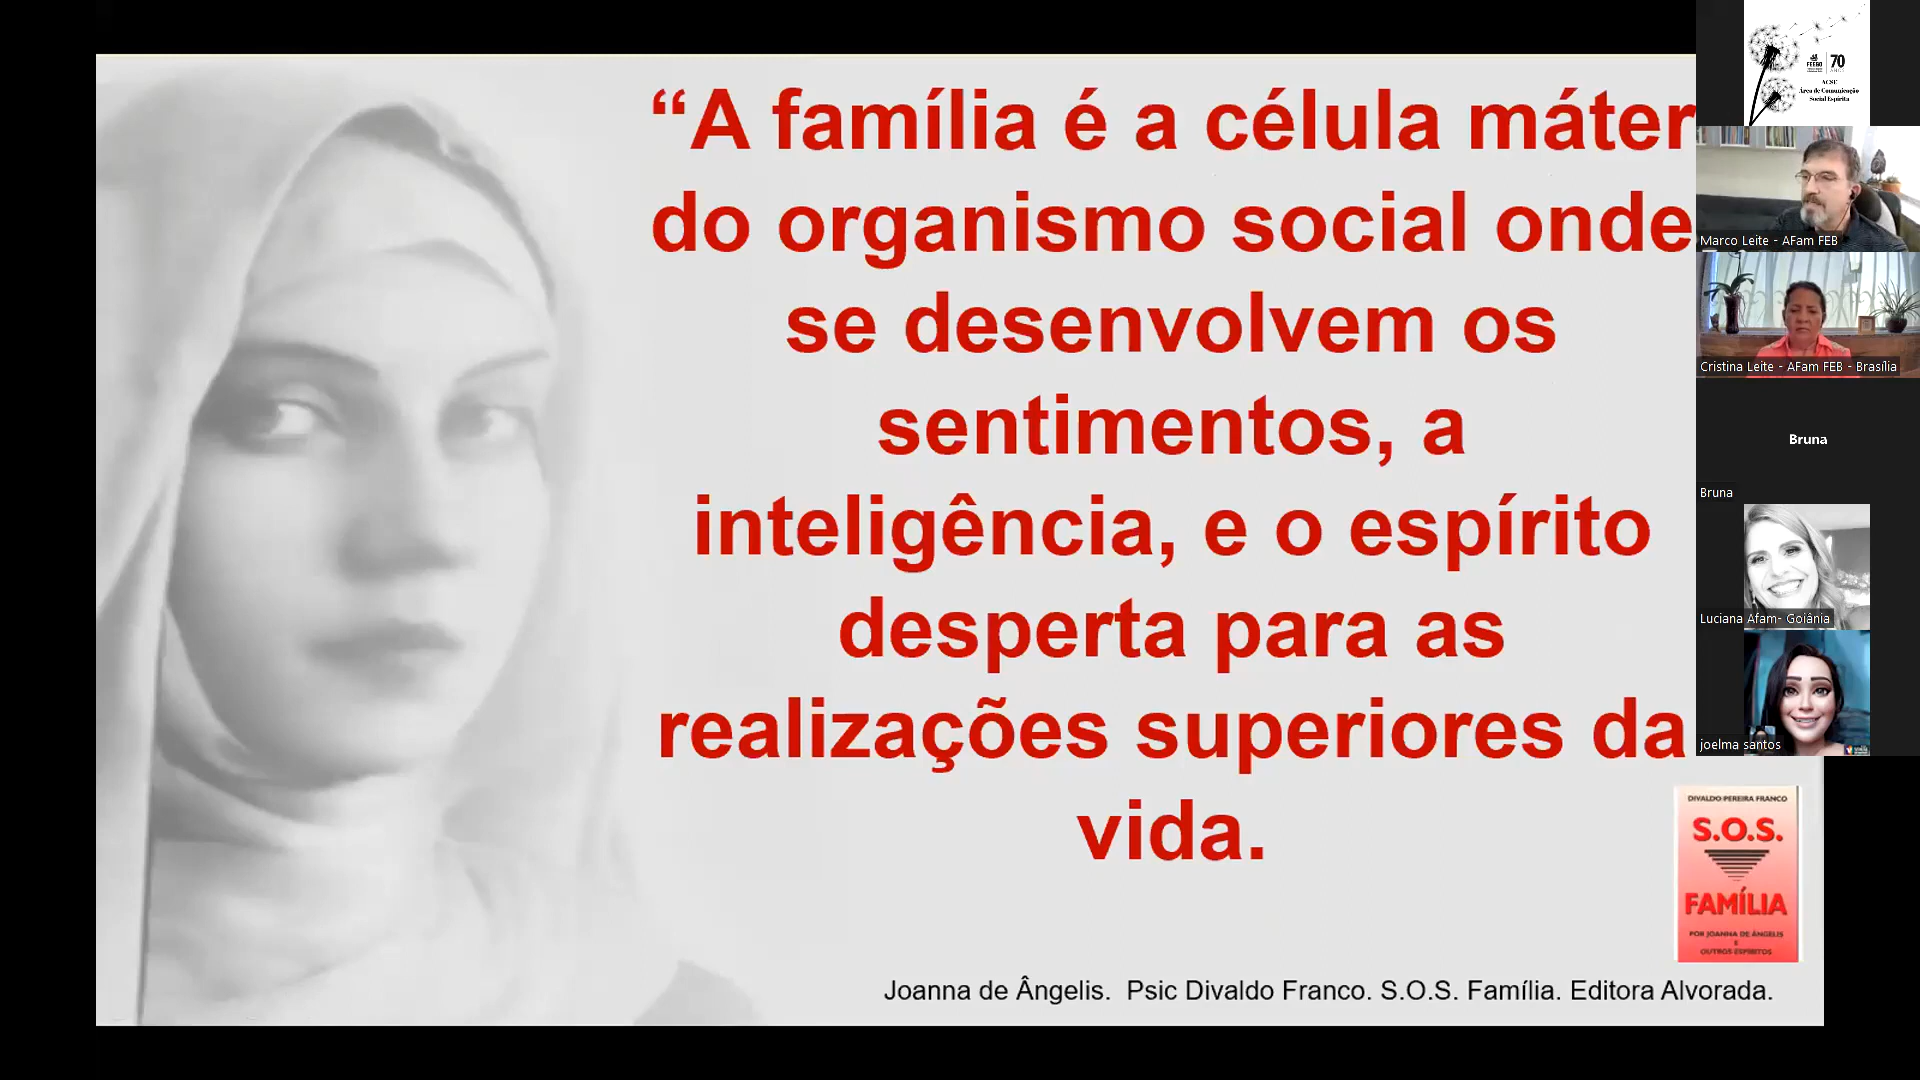 “A família é a célula máter
do organismo social onde
se desenvolvem os
sentimentos, a
inteligência, e o espírito
desperta para as
realizações superiores da
vida.
DIVALDO PEREIRA FRANCO
S.O.S.
FAMÍLIA
POR JOANNA DE ÂNGELIS
E
OUTROS ESPÍRITOS
Joanna de Ângelis.  Psic Divaldo Franco. S.O.S. Família. Editora Alvorada.
FEEGO
70
ANOS
ACSE
Área de Comunicação
Social Espírita
Marco Leite - AFam FEB
Cristina Leite - AFam FEB - Brasília
Bruna
Bruna
Luciana Afam- Goiânia
joelma santos